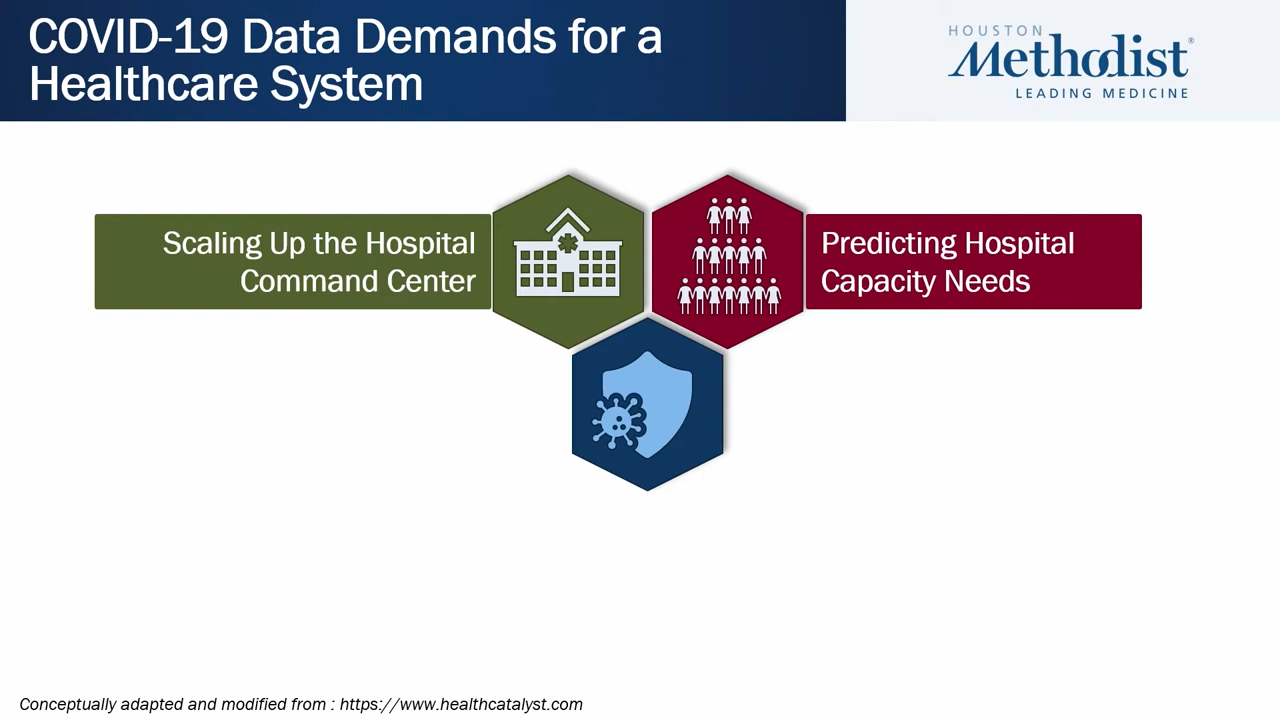 COVID-19 Data Demands for a
Healthcare System
HOUSTON
Methodist®
LEADING MEDICINE
Scaling Up the Hospital
Command Center
Predicting Hospital
Capacity Needs
Conceptually adapted and modified from : https://www.healthcatalyst.com